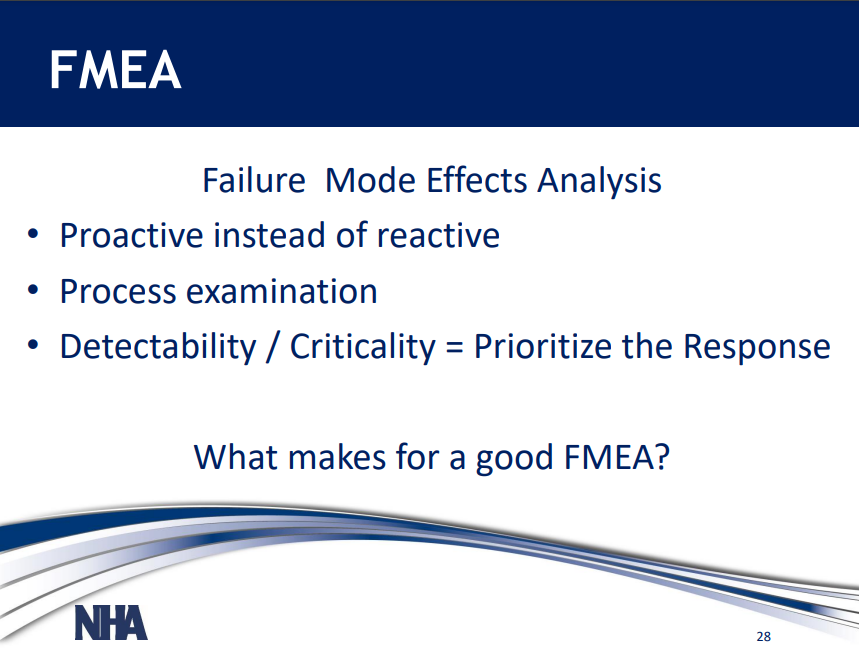 FMEA
Failure  Mode Effects Analysis
• Proactive instead of reactive
• Process examination
• Detectability / Criticality = Prioritize the Response
What makes for a good FMEA?
NHA
28